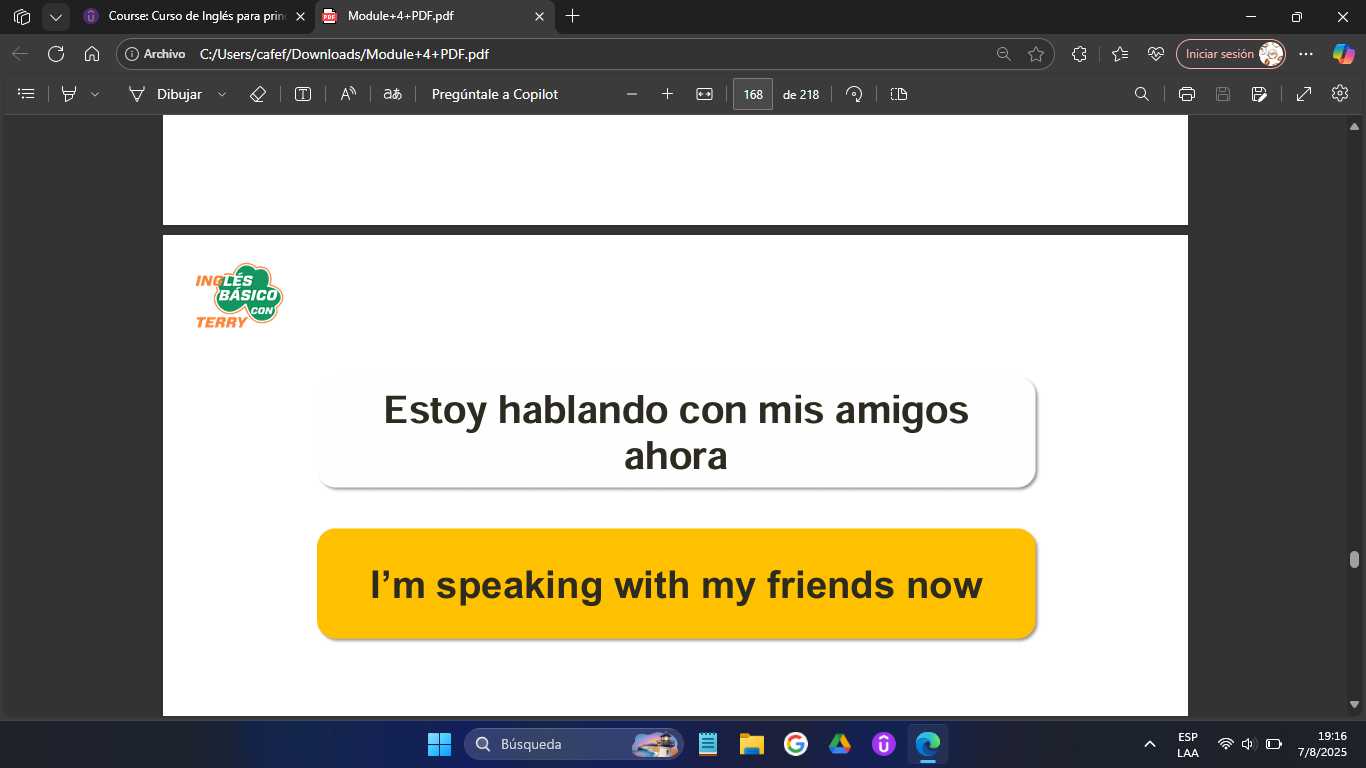 Course: Curso de Inglés para prin
Module+4+PDF.pdf
Archivo
C:/Users/cafef/Downloads/Module+4+PDF.pdf
Iniciar sesión
Dibujar
aあ
Pregúntale a Copilot
168
de 218
INGLÉS
BÁSICO
CON
TERRY
Estoy hablando con mis amigos
ahora
I'm speaking with my friends now
Búsqueda
ESP
LAA
19:16
7/8/2025